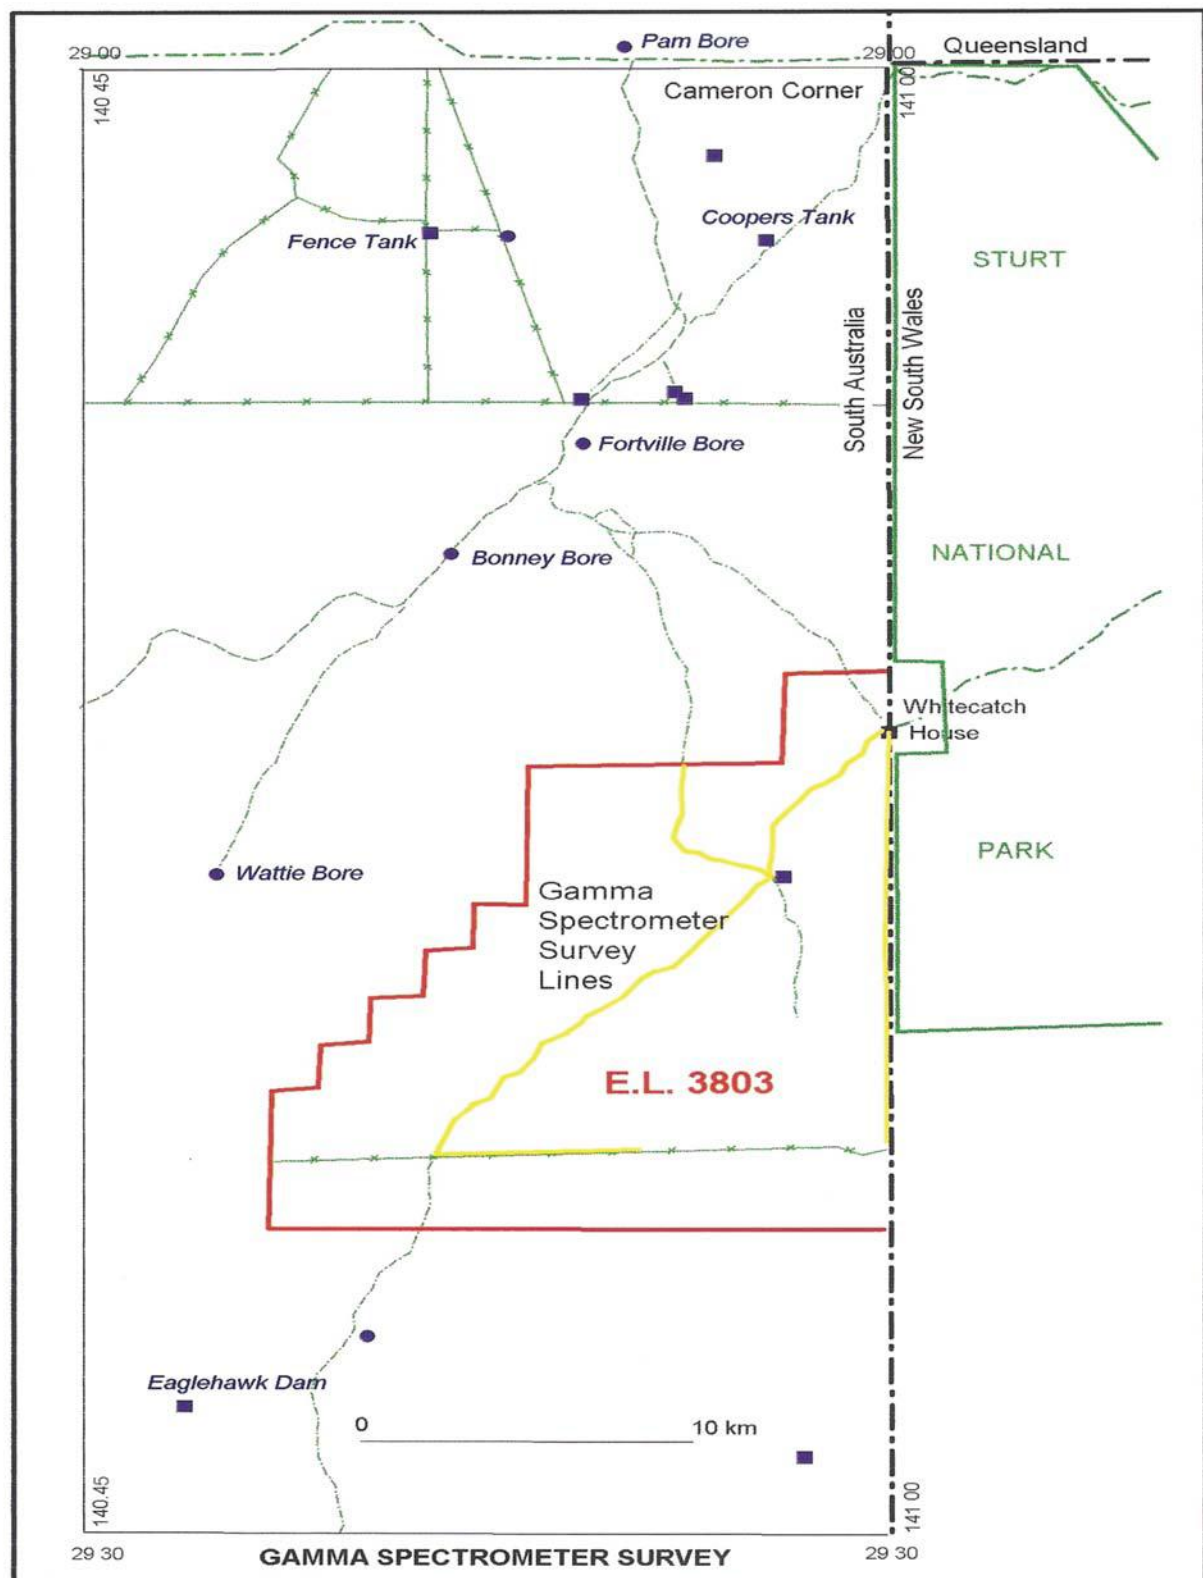 Pam Bore
Queensland
29 00
29 00
140 45
141 00
Cameron Corner
Coopers Tank
Fence Tank
STURT
South Australia
New South Wales
Fortville Bore
NATIONAL
Bonney Bore
Whitecatch
House
PARK
Wattie Bore
Gamma
Spectrometer
Survey
Lines
E.L. 3803
Eaglehawk Dam
0
10 km
140.45
141 00
29 30
GAMMA SPECTROMETER SURVEY
29 30